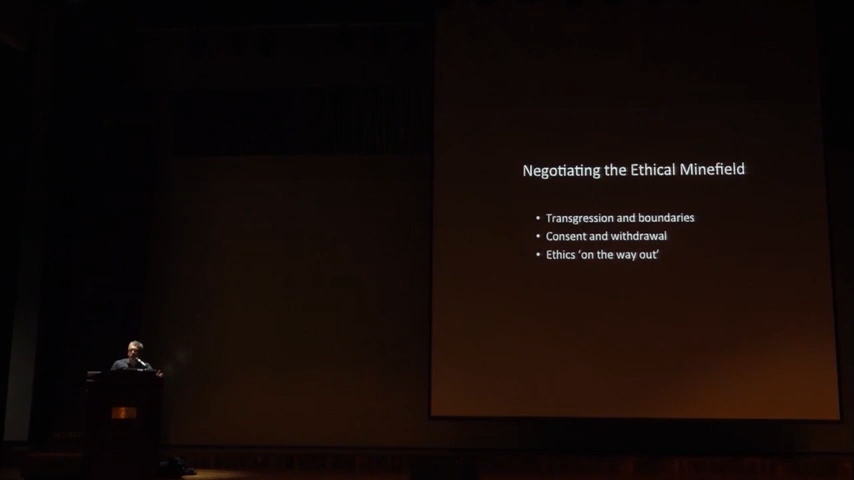 Negotiating the Ethical Minefield
• Transgression and boundaries
• Consent and withdrawal
• Ethics ‘on the way out’